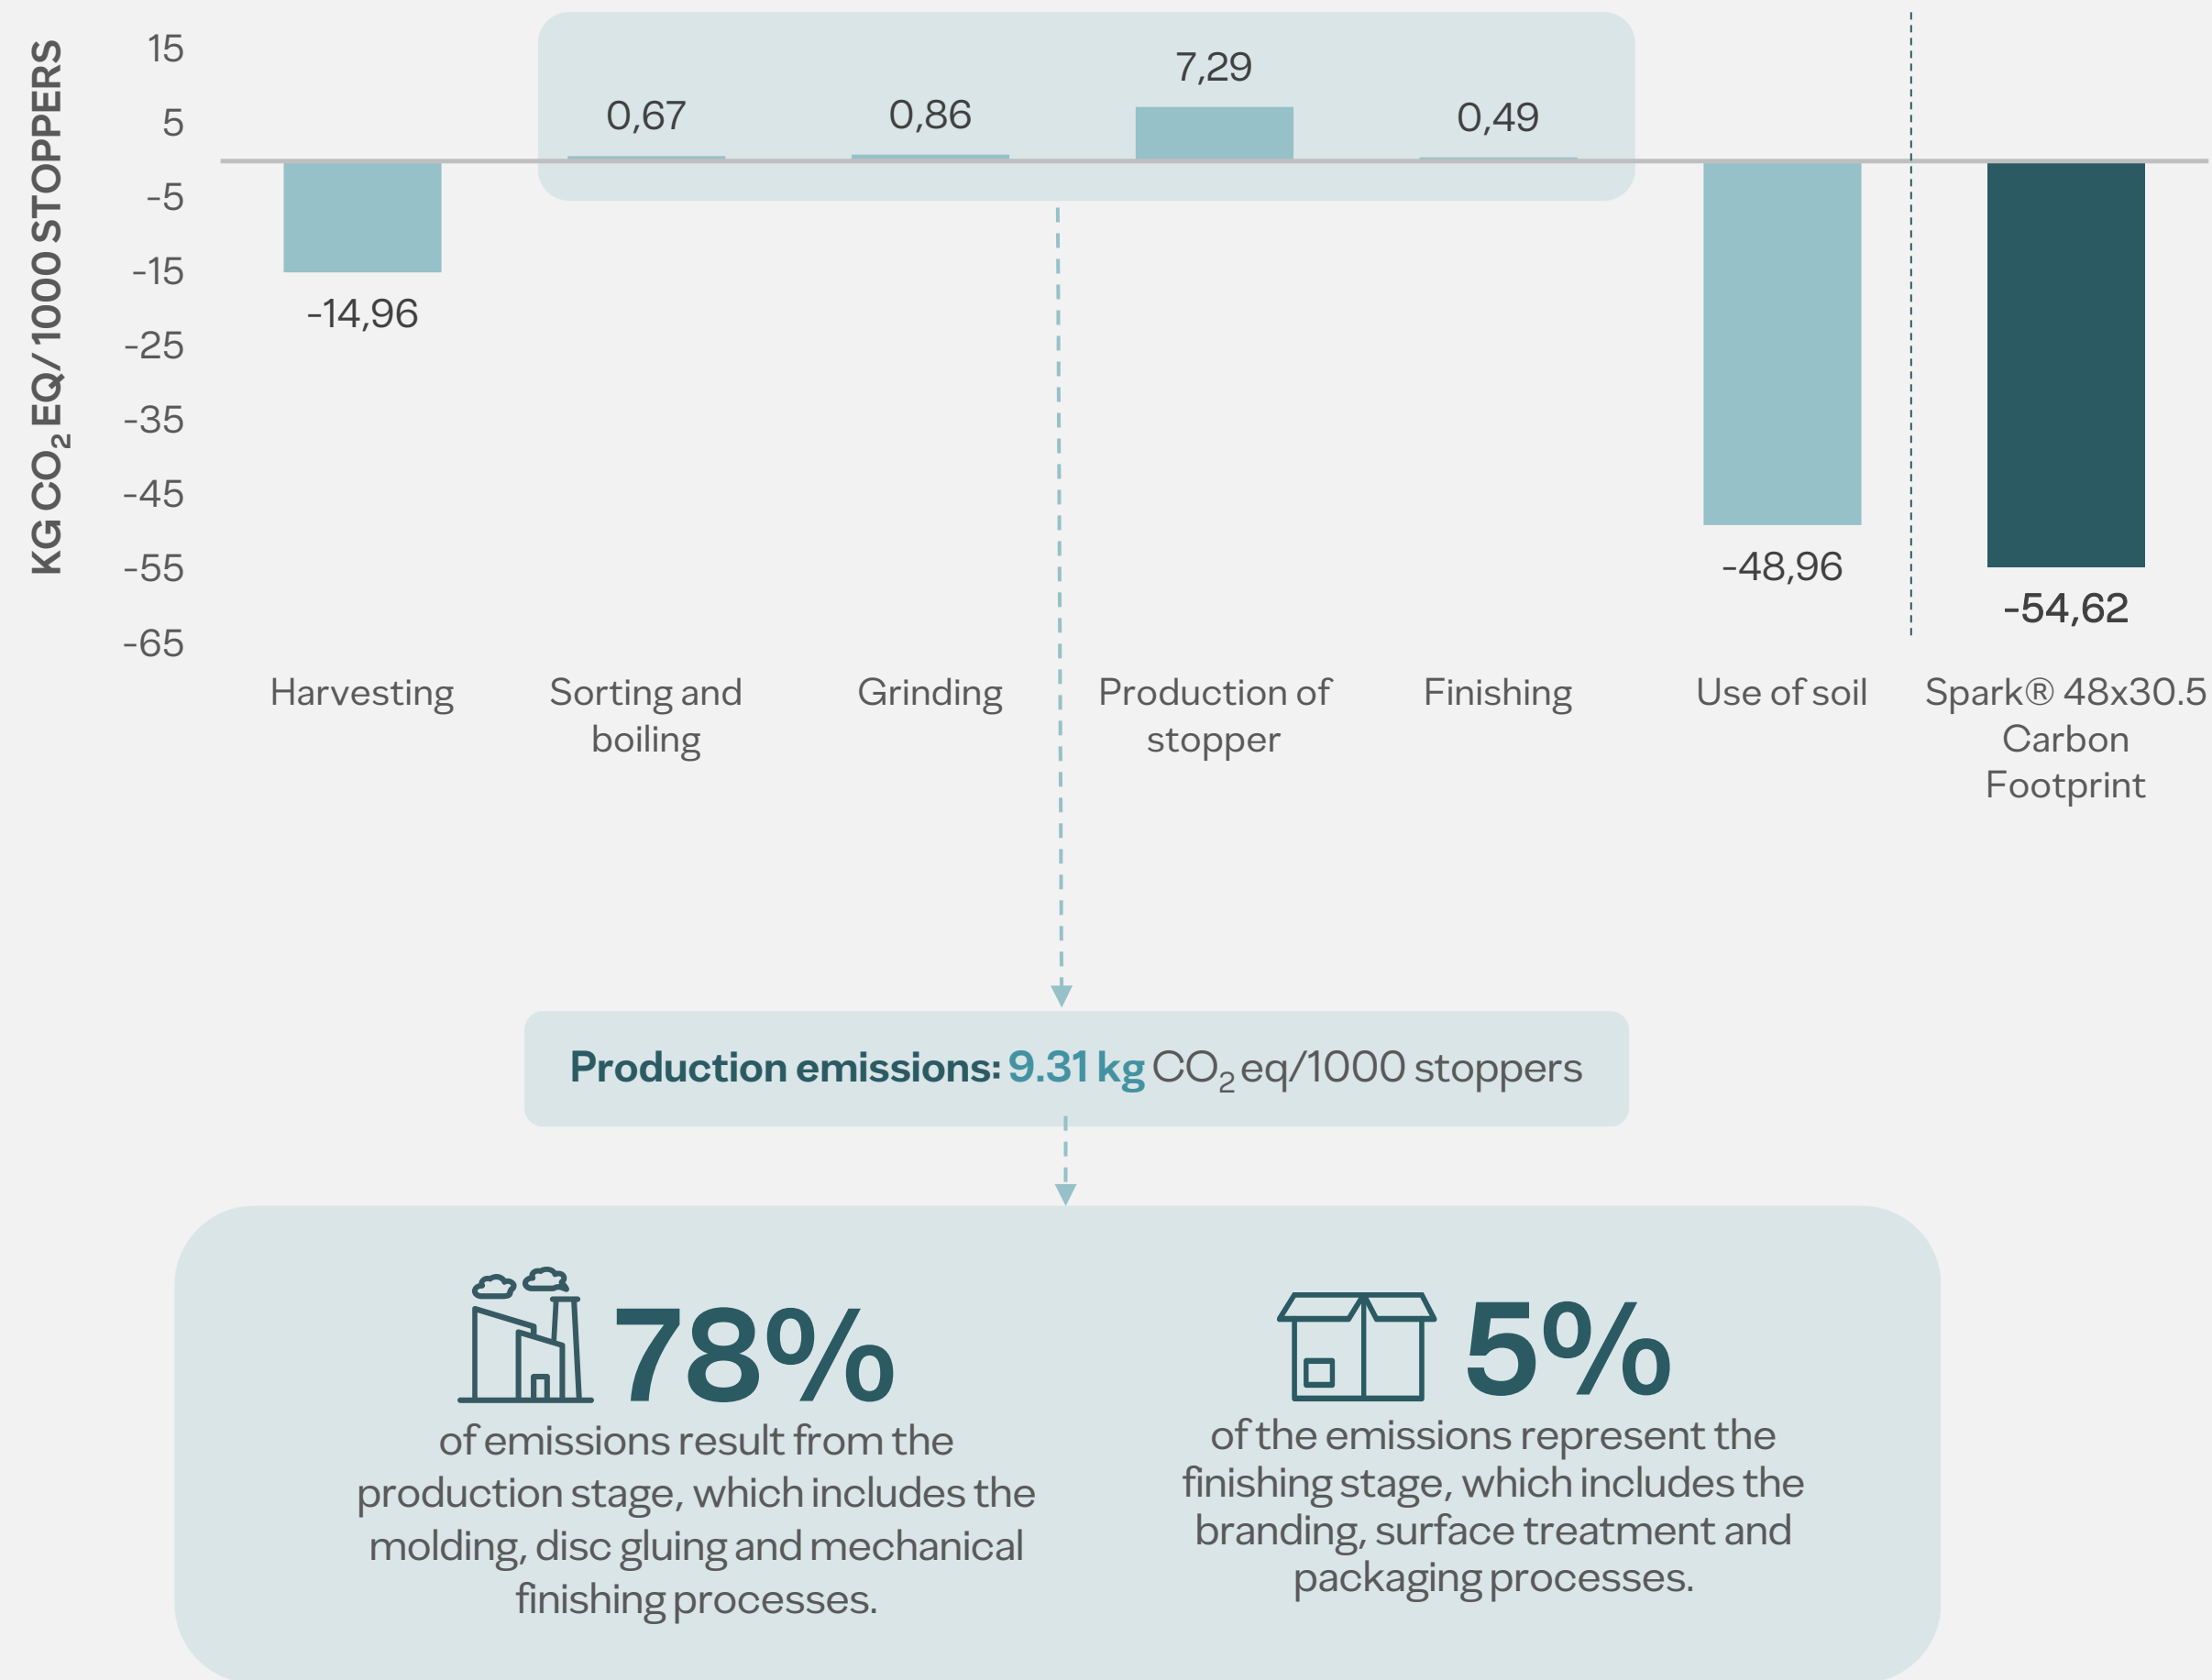 KG CO₂ EQ/1000 STOPPERS
15
5
-5
-15
-25
-35
-45
-55
-65
-14,96
0,67
0,86
7,29
0,49
-48,96
-54,62
Harvesting
Sorting and
boiling
Grinding
Production of
stopper
Finishing
Use of soil
Spark® 48x30.5
Carbon
Footprint
Production emissions: 9.31 kg CO₂ eq/1000 stoppers
78%
of emissions result from the
production stage, which includes the
molding, disc gluing and mechanical
finishing processes.
5%
of the emissions represent the
finishing stage, which includes the
branding, surface treatment and
packaging processes.